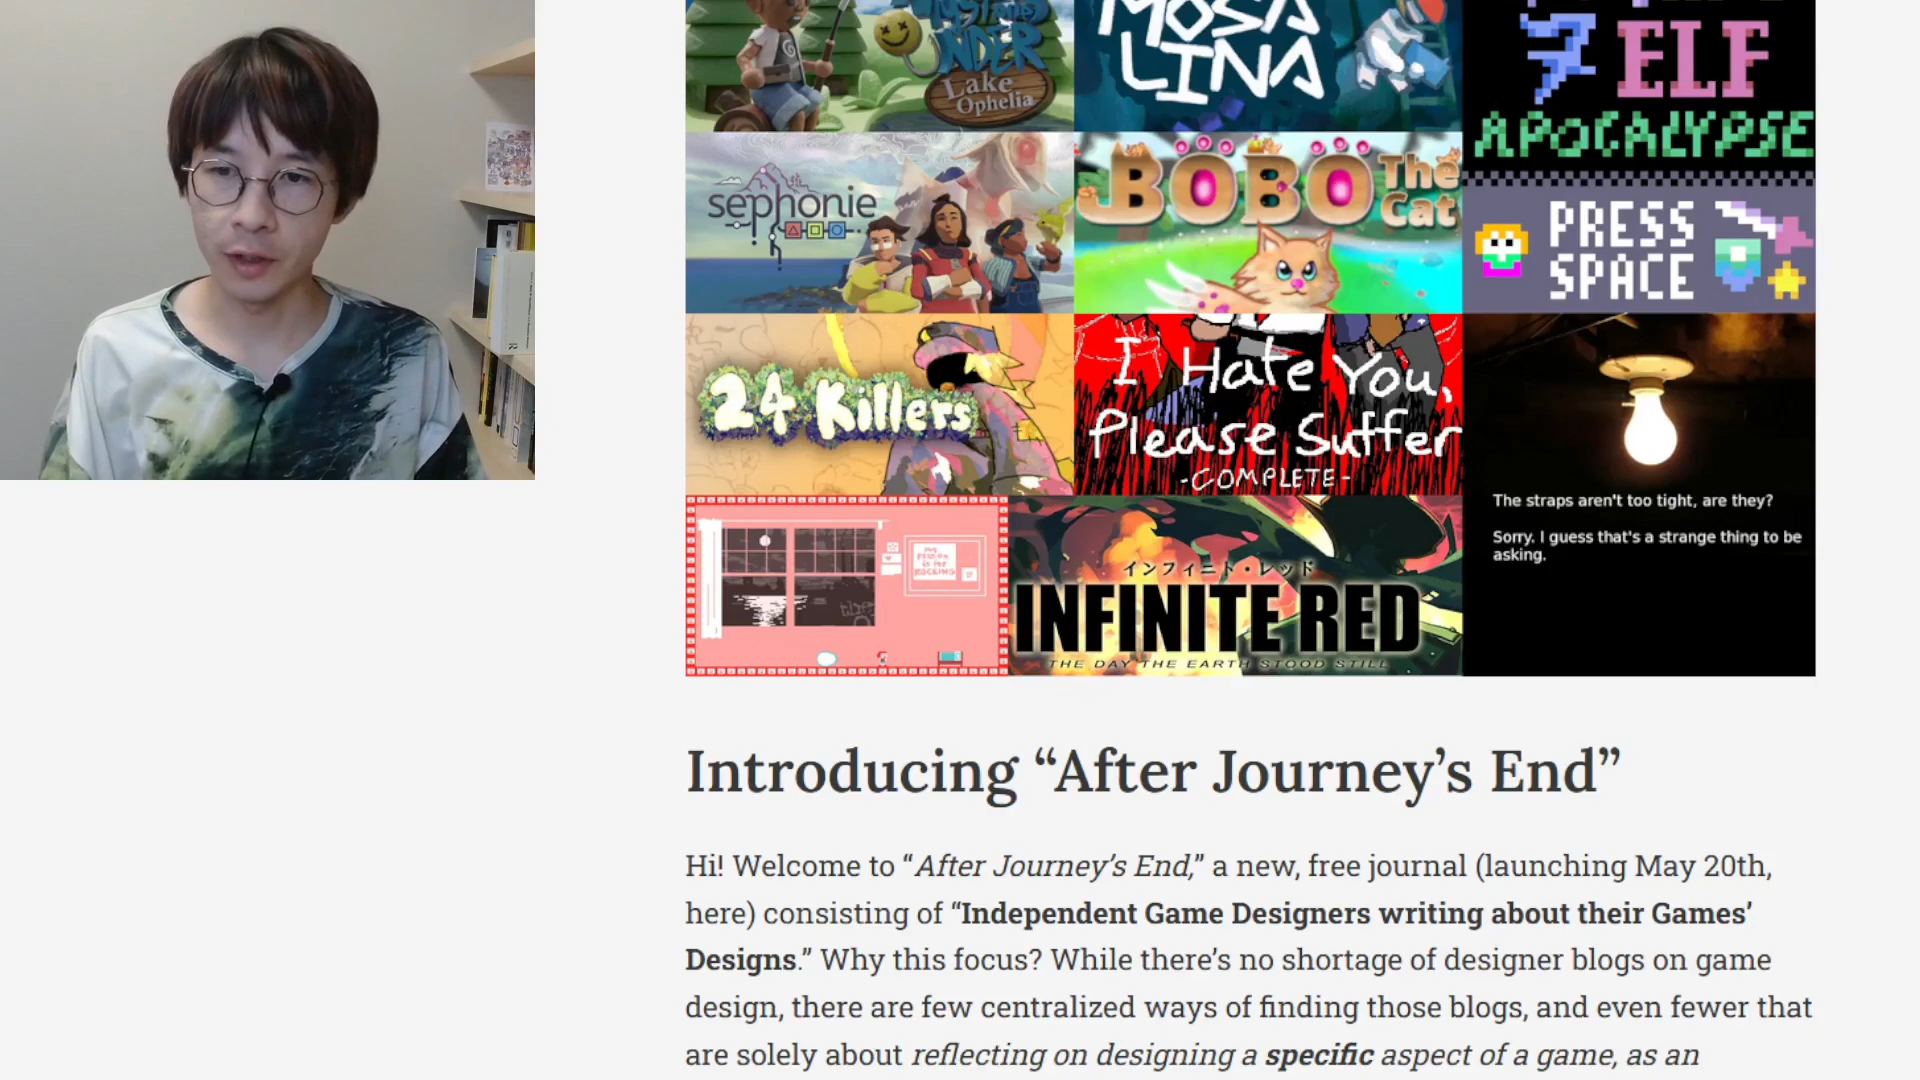 UNDER
Lake
Ophelia
MOSA
LINA
ELF
APOCALYPSE
sephonie
BOBO The
Cat
PRESS
SPACE
24 Killers
I Hate You,
Please Suffer
-COMPLETE-
The straps aren't too tight, are they?
Sorry. I guess that's a strange thing to be
asking.
インフィニト・レッド
INFINITE RED
THE DAY THE EARTH STOOD STILL
Introducing “After Journey’s End”
Hi! Welcome to “After Journey’s End,” a new, free journal (launching May 20th,
here) consisting of “Independent Game Designers writing about their Games’
Designs.” Why this focus? While there’s no shortage of designer blogs on game
design, there are few centralized ways of finding those blogs, and even fewer that
are solely about reflecting on designing a specific aspect of a game, as an